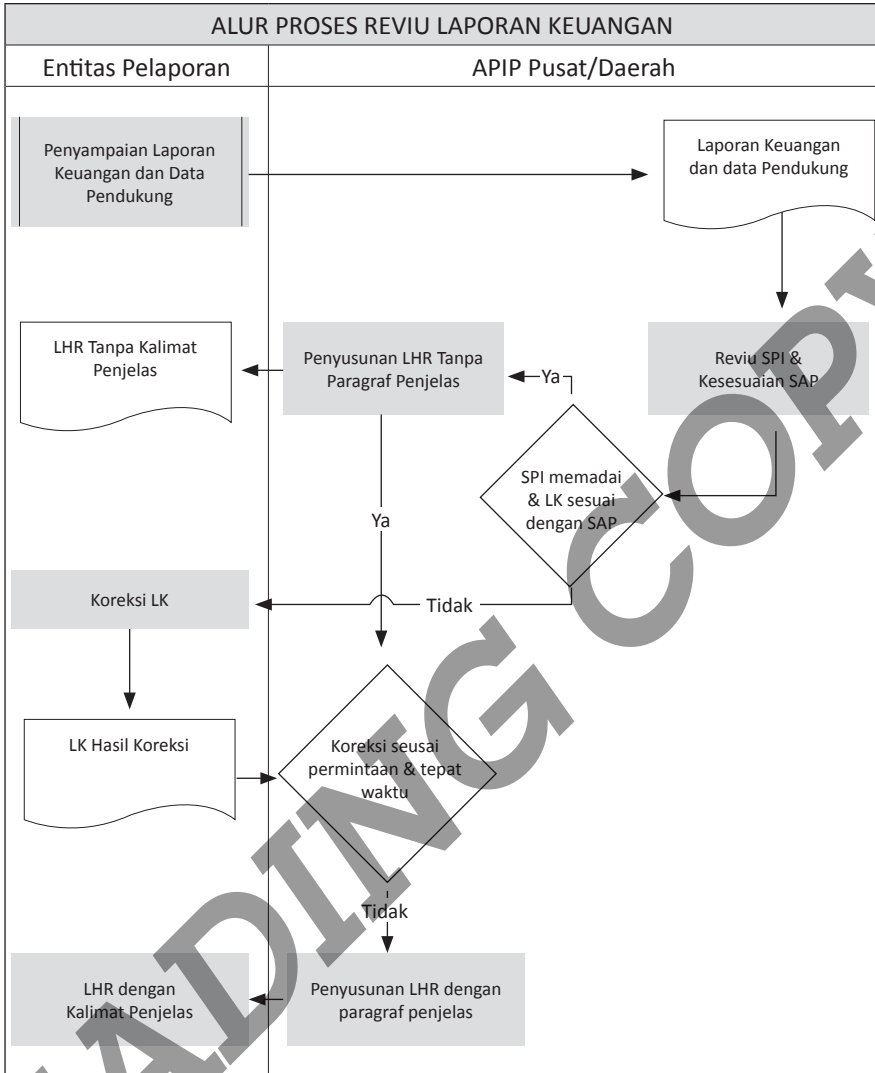 ALUR PROSES REVIU LAPORAN KEUANGAN
Entitas Pelaporan
APIP Pusat/Daerah
Penyampaian Laporan
Keuangan dan Data
Pendukung
Laporan Keuangan
dan data Pendukung
LHR Tanpa Kalimat
Penjelas
Penyusunan LHR Tanpa
Paragraf Penjelas
Ya
Reviu SPI &
Kesesuaian SAP
SPI memadai
& LK sesuai
dengan SAP
Ya
Koreksi LK
Tidak
LK Hasil Koreksi
Koreksi seusai
permintaan & tepat
waktu
Tidak
LHR dengan
Kalimat Penjelas
Penyusunan LHR dengan
paragraf penjelas
ADING COP